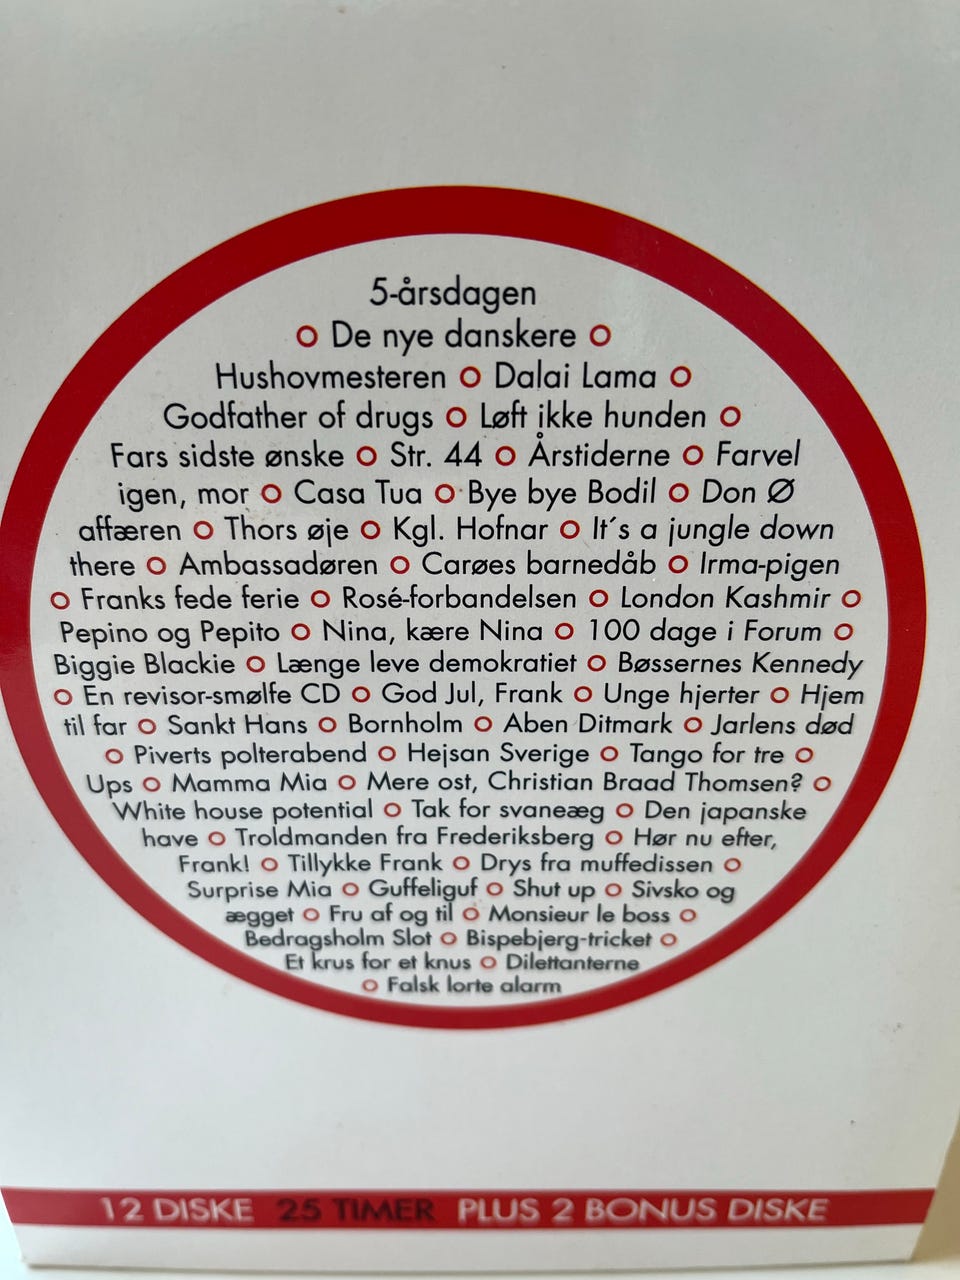 5-årsdagen
o De nye danskere o
Hushovmesteren o Dalai Lama o
Godfather of drugs o Løft ikke hunden o
Fars sidste ønske o Str. 44 o Årstiderne o Farvel
igen, mor o Casa Tua o Bye bye Bodil o Don Ø
affæren o Thors øje o Kgl. Hofnar o It´s a jungle down
there o Ambassadøren o Carøes barnedåb o Irma-pigen
o Franks fede ferie o Rosé-forbandelsen o London Kashmir o
Pepino og Pepito o Nina, kære Nina o 100 dage i Forum o
Biggie Blackie o Længe leve demokratiet o Bøssernes Kennedy
o En revisor-smølfe CD o God Jul, Frank o Unge hjerter o Hjem
til far o Sankt Hans o Bornholm o Aben Ditmark o Jarlens død
o Piverts polterabend o Hejsan Sverige o Tango for tre o
Ups o Mamma Mia o Mere ost, Christian Braad Thomsen? o
White house potential o Tak for svaneæg o Den japanske
have o Troldmanden fra Frederiksberg o Hør nu efter,
Frank! o Tillykke Frank o Drys fra muffedissen o
Surprise Mia o Guffeliguf o Shut up o Sivsko og
ægget o Fru af og til o Monsieur le boss o
Bedragsholm Slot o Bispebjerg-tricket o
Et krus for et knus o Dilettanterne
o Falsk lorte alarm
12 DISKE 25 TIMER PLUS 2 BONUS DISKE